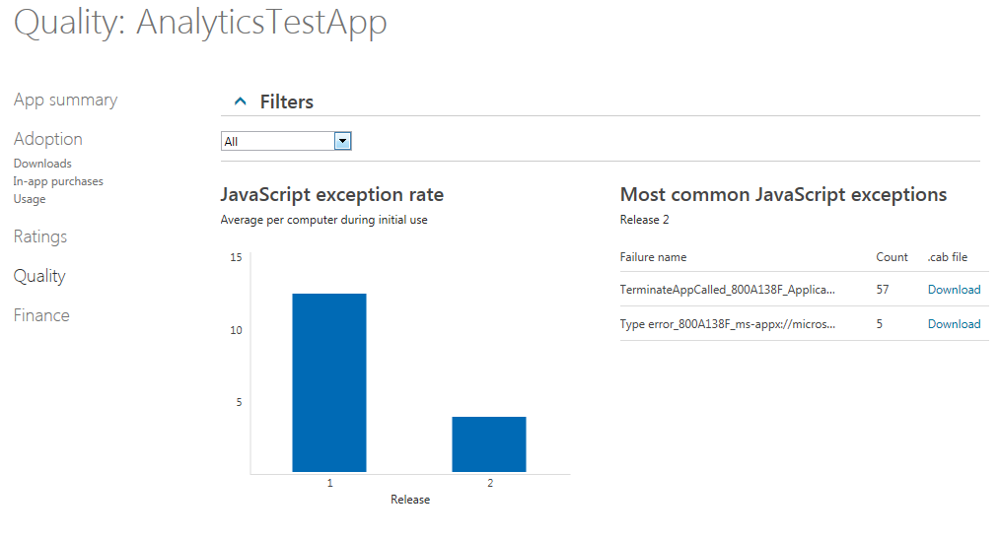 Quality: AnalyticsTestApp
App summary
Adoption
Downloads
In-app purchases
Usage
Ratings
Quality
Finance
Filters
All
JavaScript exception rate
Average per computer during initial use
15
10
5
1
2
Release
Most common JavaScript exceptions
Release 2
Failure name Count .cab file
TerminateAppCalled_800A138F_Applica... 57 Download
Type error_800A138F_ms-appx://micros... 5 Download